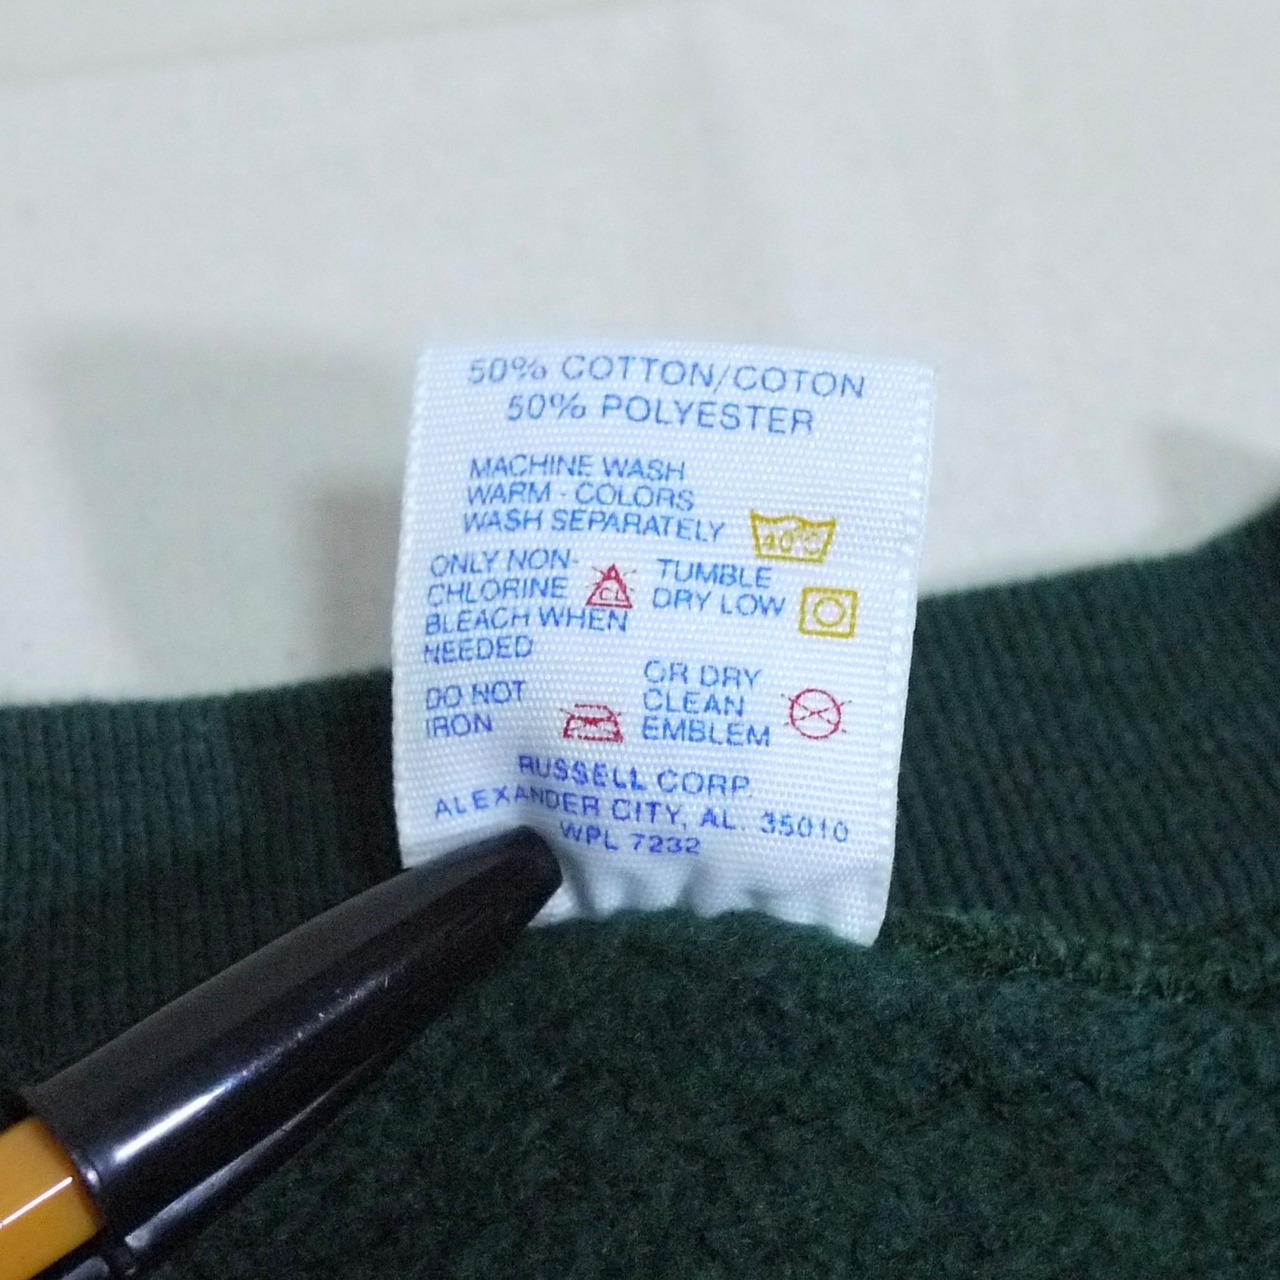 50% COTTON/COTON
50% POLYESTER
MACHINE WASH
WARM - COLORS
WASH SEPARATELY
40°C
ONLY NON-
CHLORINE
BLEACH WHEN
NEEDED
CL
TUMBLE
DRY LOW
DO NOT
IRON
OR DRY
CLEAN
EMBLEM
RUSSELL CORP.
ALEXANDER CITY, AL. 35010
WPL 7232